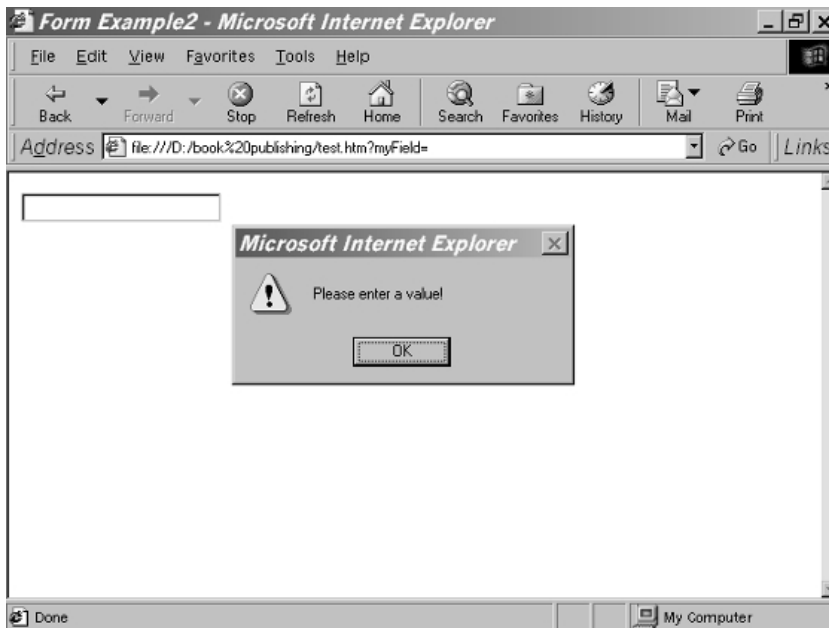 Form Example2 - Microsoft Internet Explorer
File Edit View Favorites Tools Help
Back Forward Stop Refresh Home Search Favorites History Mail Print
Address file:///D:/book%20publishing/test.htm?myField= Go Links
Microsoft Internet Explorer
Please enter a value!
OK
Done My Computer